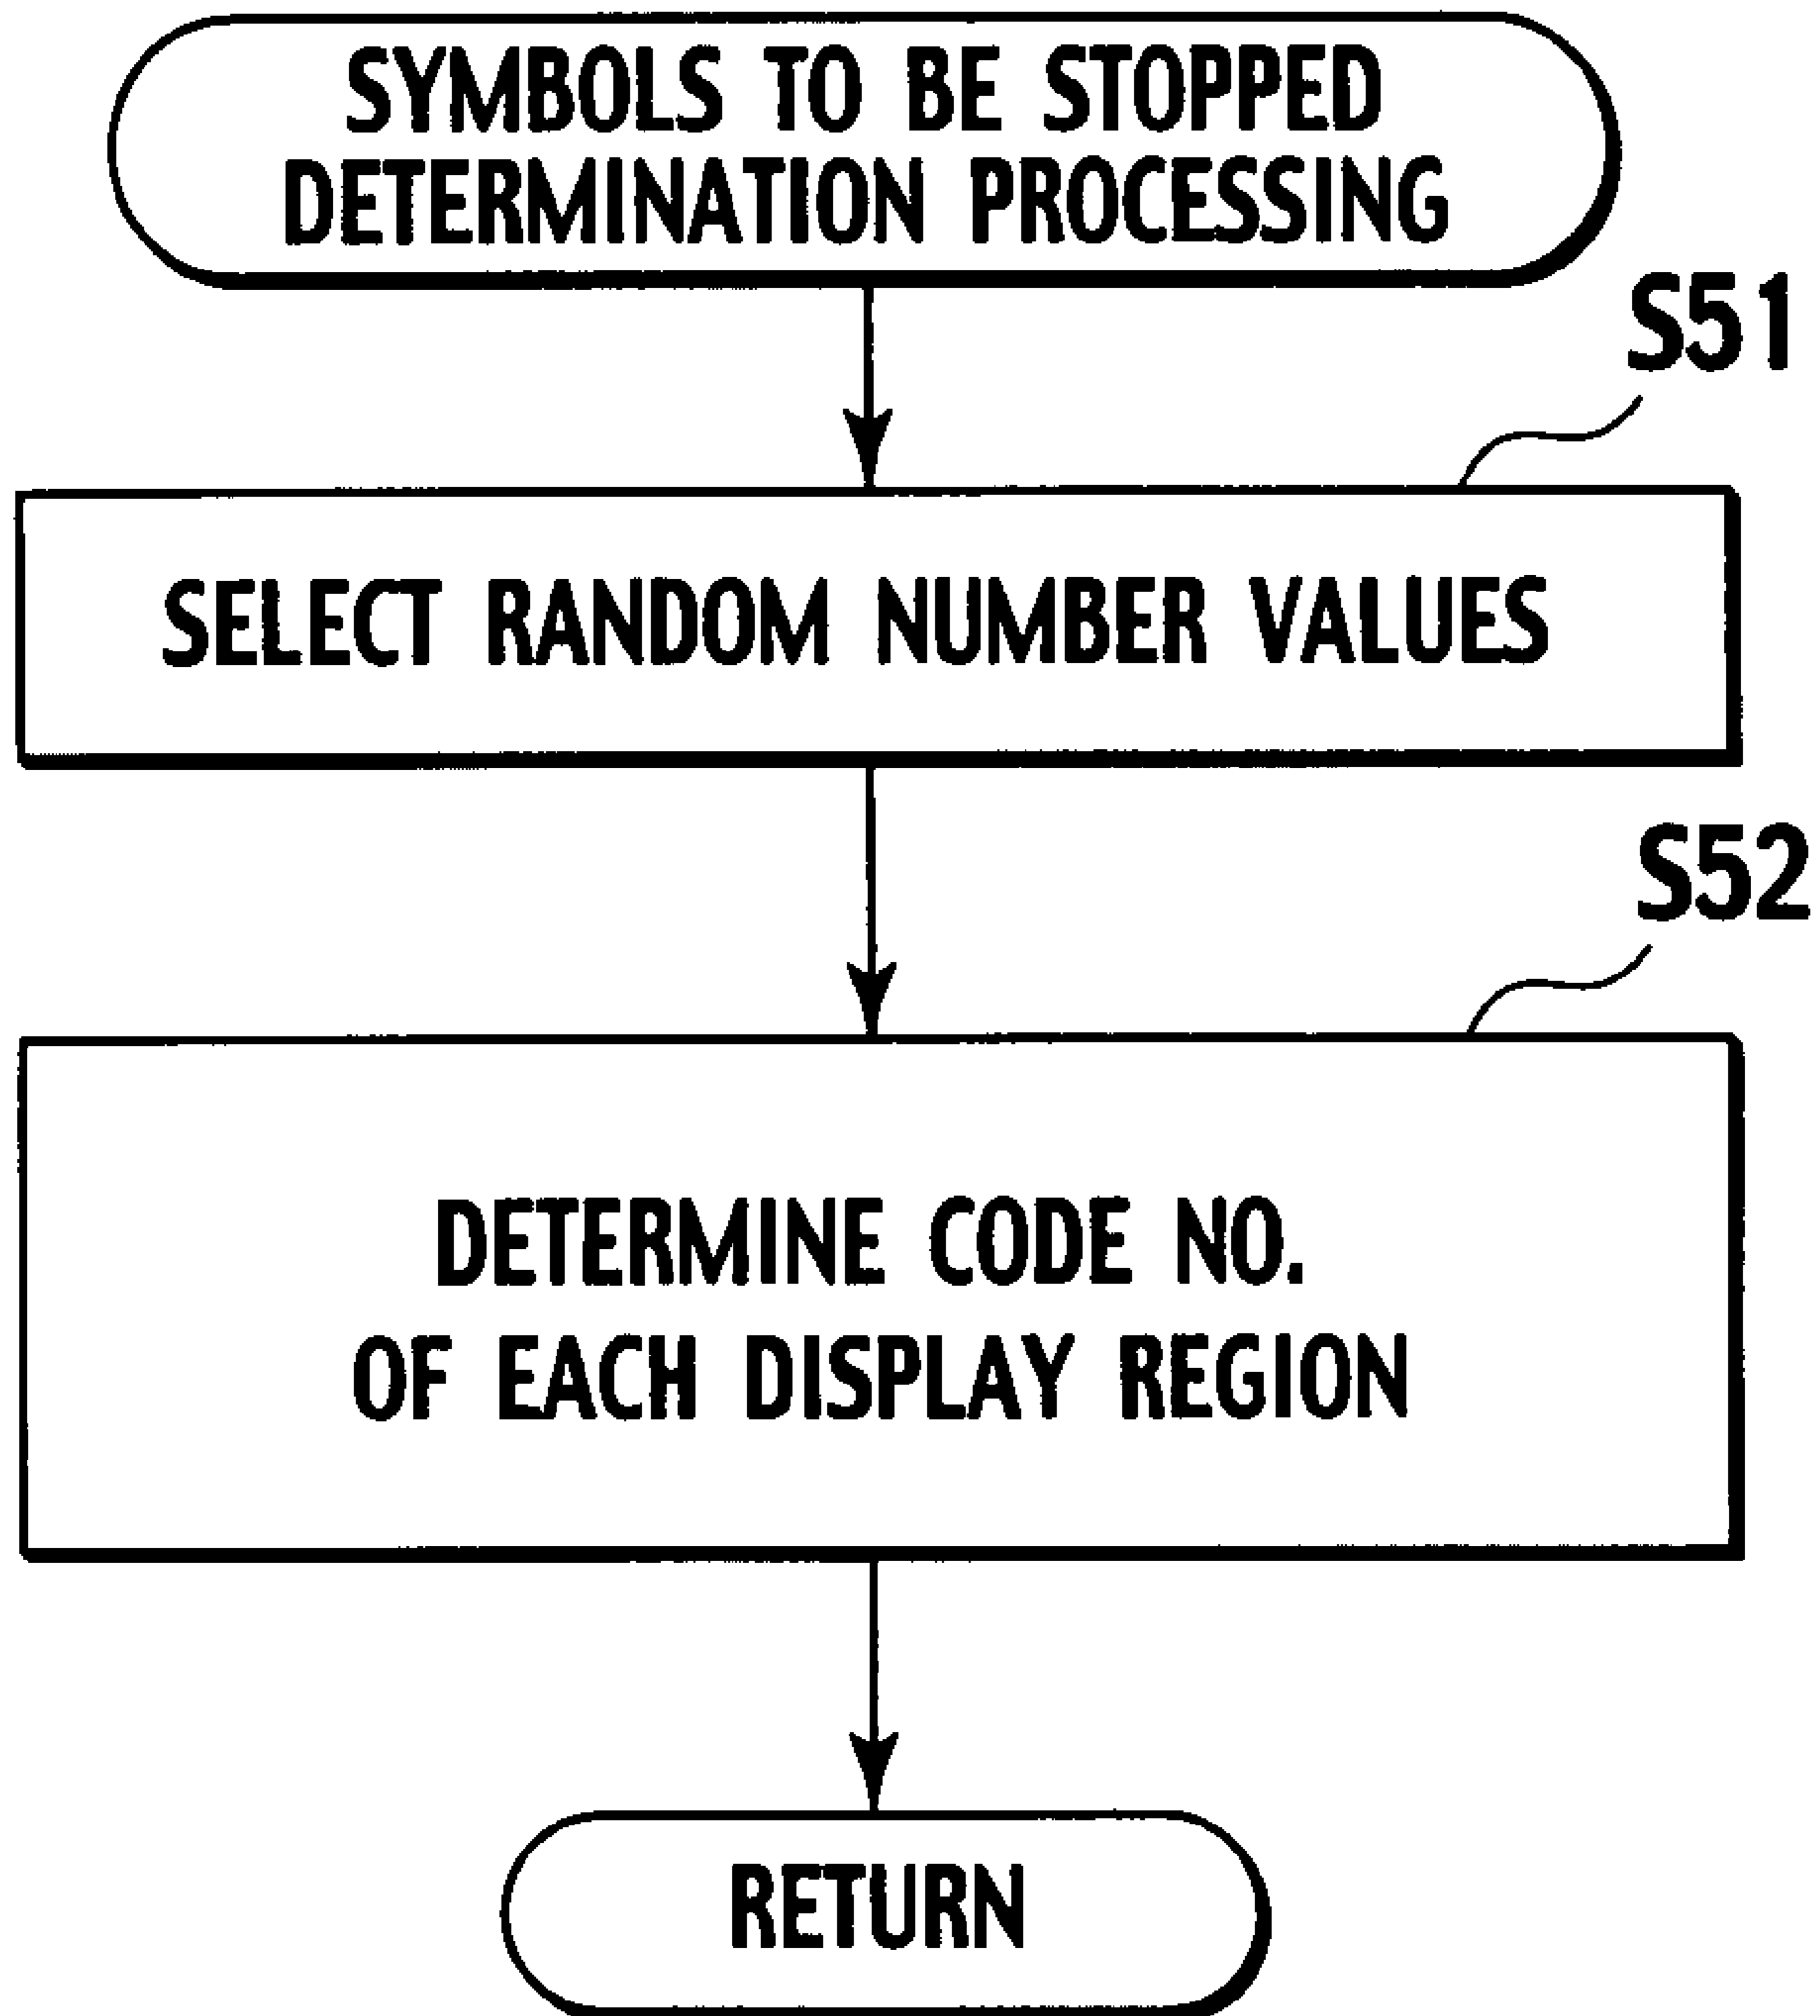 SYMBOLS TO BE STOPPED
DETERMINATION PROCESSING
S51
SELECT RANDOM NUMBER VALUES
S52
DETERMINE CODE NO.
OF EACH DISPLAY REGION
RETURN